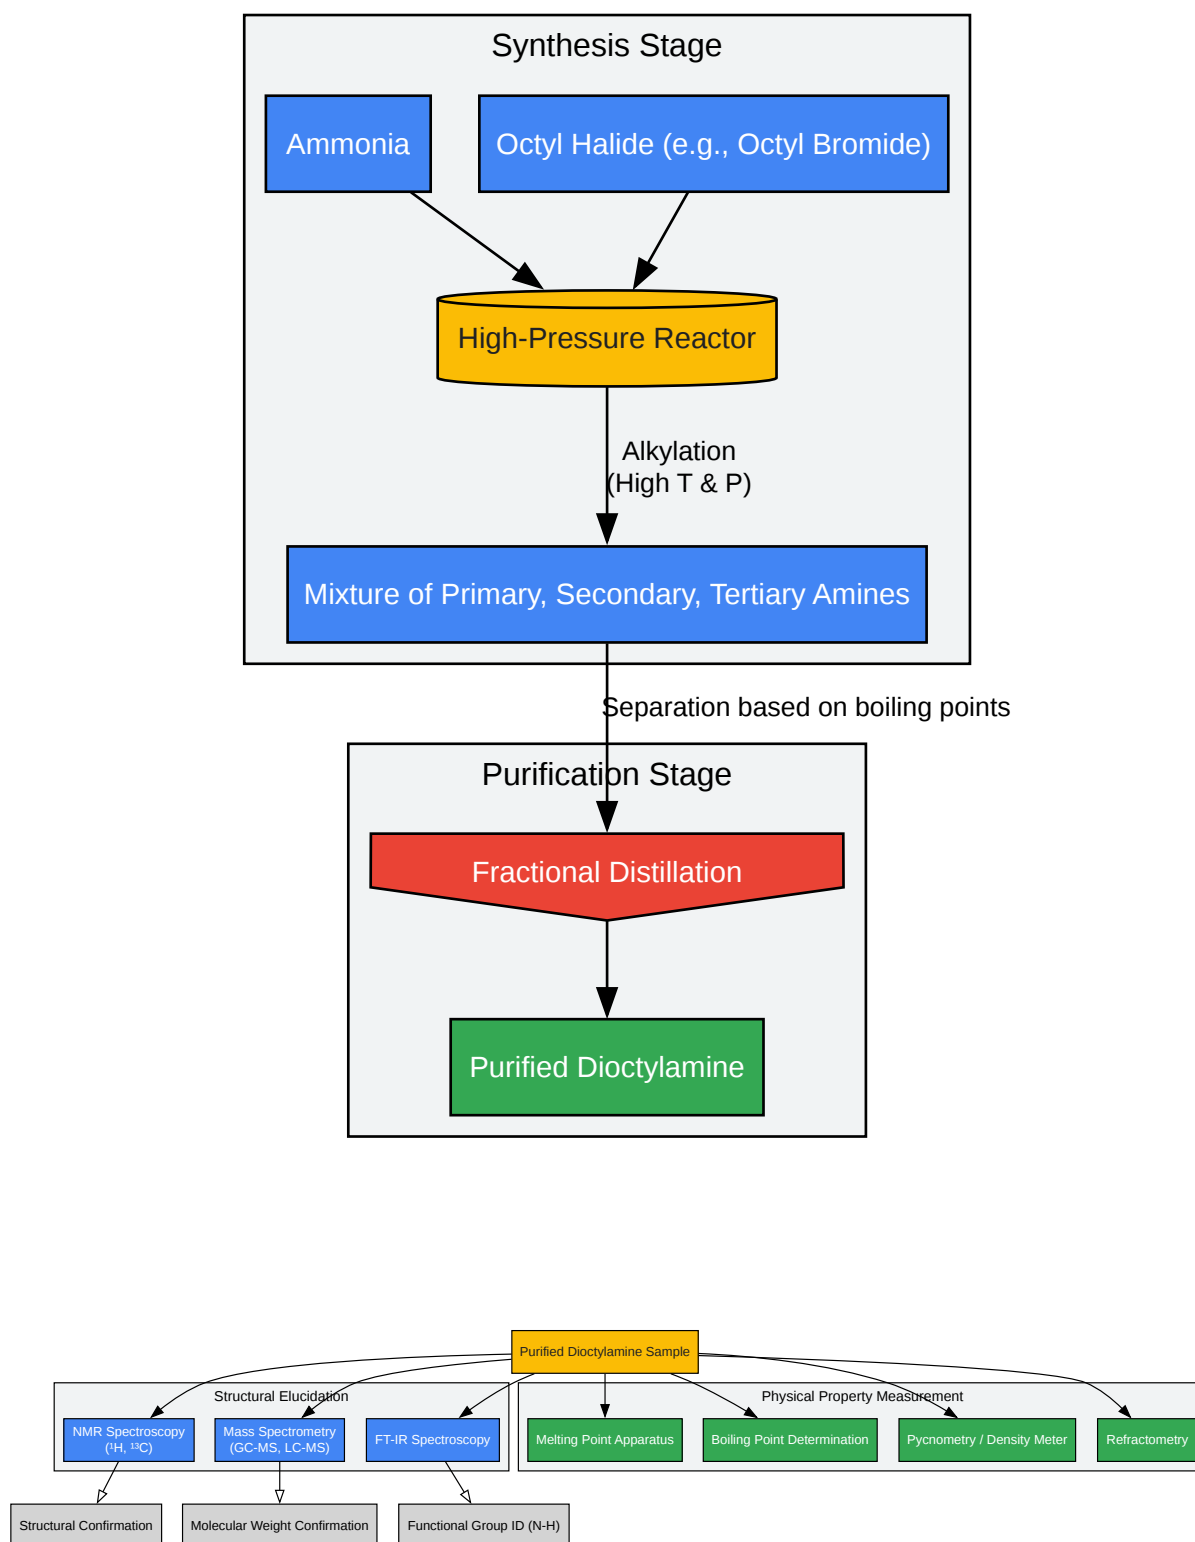 Synthesis Stage
Ammonia
Octyl Halide (e.g., Octyl Bromide)
High-Pressure Reactor
Alkylation
(High T & P)
Mixture of Primary, Secondary, Tertiary Amines
Separation based on boiling points
Purification Stage
Fractional Distillation
Purified Dioctylamine
Purified Dioctylamine Sample
Structural Elucidation
Physical Property Measurement
NMR Spectroscopy
(¹H, ¹³C)
Mass Spectrometry
(GC-MS, LC-MS)
FT-IR Spectroscopy
Melting Point Apparatus
Boiling Point Determination
Pycnometry / Density Meter
Refractometry
Structural Confirmation
Molecular Weight Confirmation
Functional Group ID (N-H)